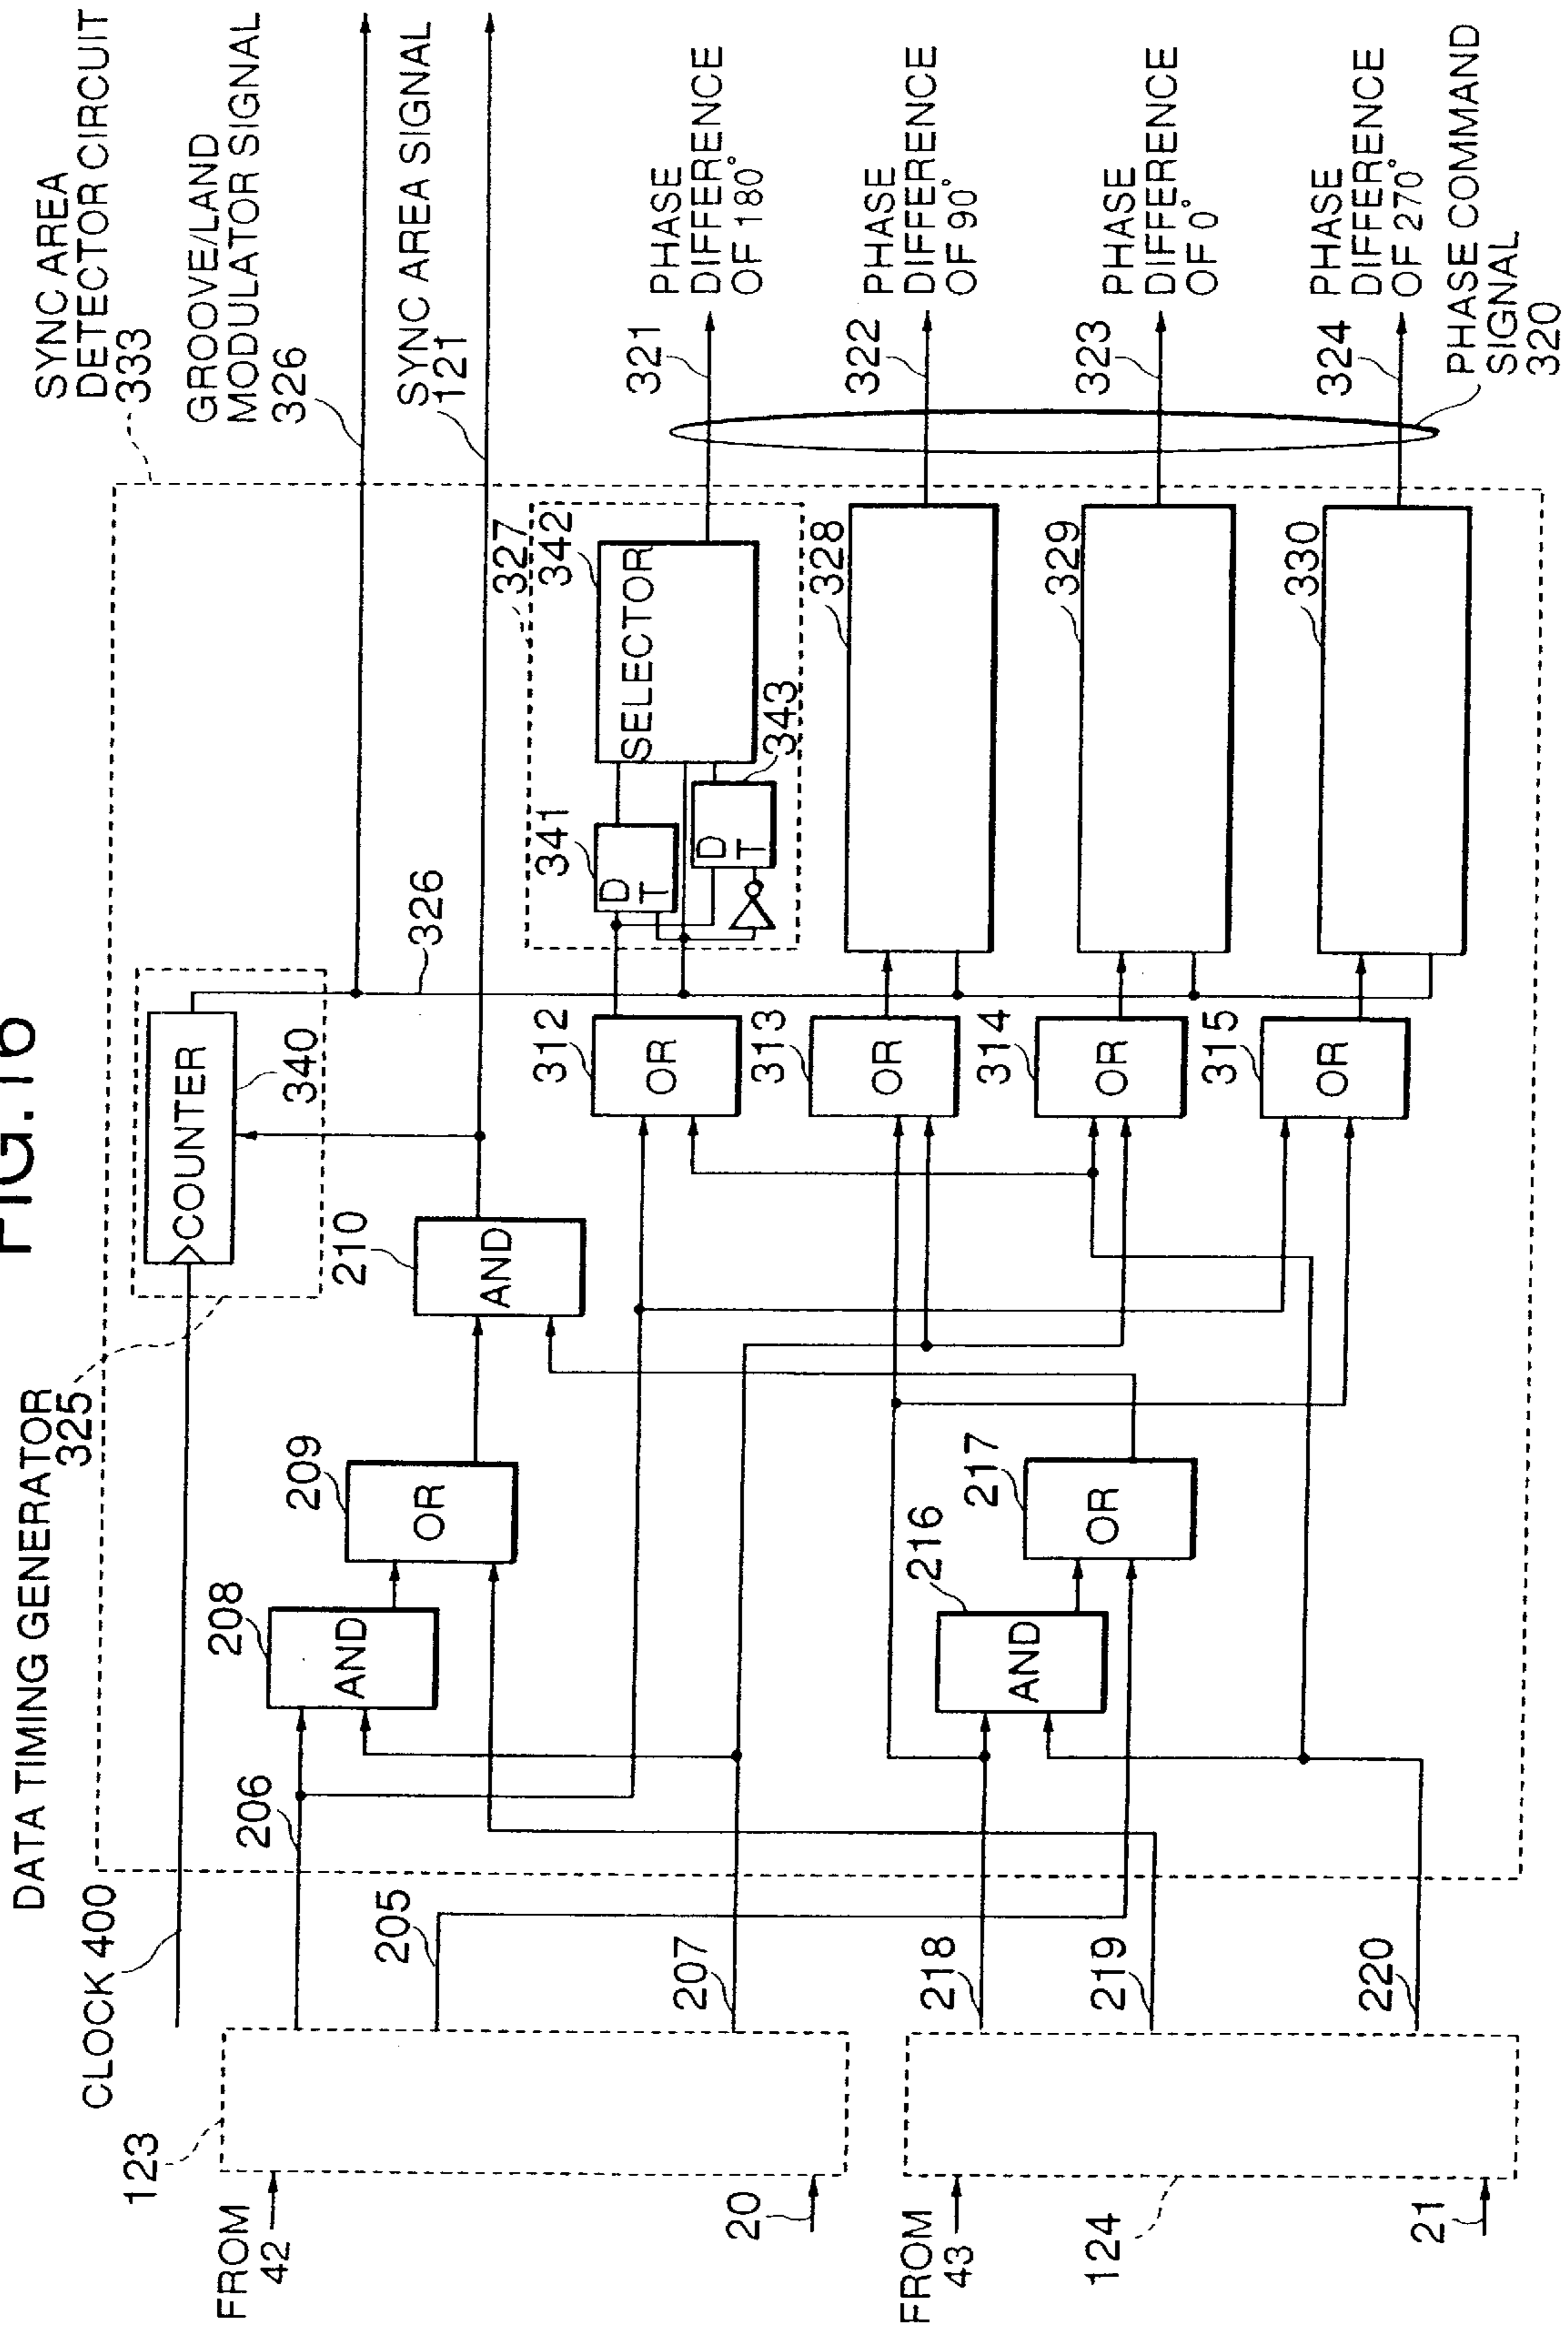 FIG.16
SYNC AREA
DETECTOR CIRCUIT
333
GROOVE/LAND
MODULATOR SIGNAL
326
SYNC AREA SIGNAL
121
DATA TIMING GENERATOR
325
CLOCK 400
COUNTER
340
326
210
AND
209
OR
208
AND
206
205
207
123
FROM
42
20
327
342
SELECTOR
341
D
T
343
D
T
312
OR
313
OR
314
OR
315
OR
328
329
330
321
PHASE
DIFFERENCE
OF 180°
322
PHASE
DIFFERENCE
OF 90°
323
PHASE
DIFFERENCE
OF 0°
324
PHASE
DIFFERENCE
OF 270°
PHASE COMMAND
SIGNAL
320
217
OR
216
AND
218
219
220
FROM
43
124
21